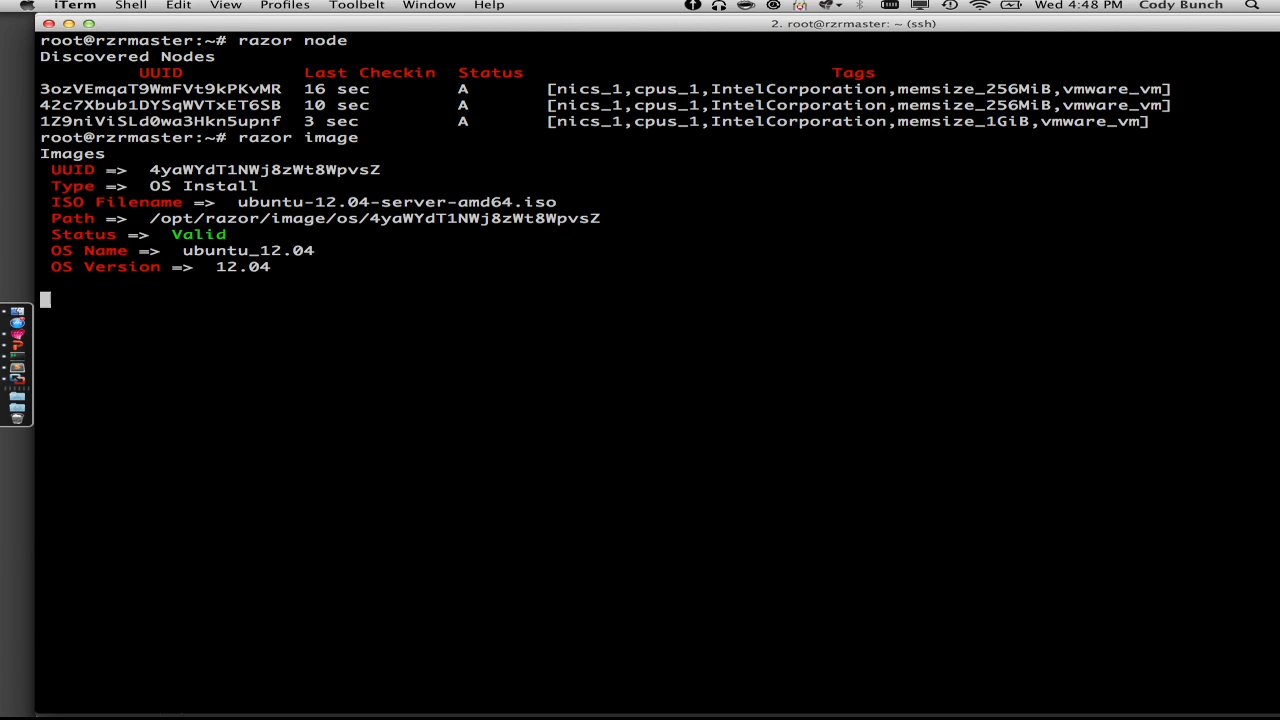 iTerm Shell Edit View Profiles Toolbelt Window Help Wed 4:48 PM Cody Bunch
2. root@rzrmaster: ~ (ssh)
root@rzrmaster:~# razor node
Discovered Nodes
UUID Last Checkin Status Tags
3ozVEmqaT9WmFVt9kPKvMR 16 sec A [nics_1,cpus_1,IntelCorporation,memsize_256MiB,vmware_vm]
42c7Xbub1DYSqWVTxET6SB 10 sec A [nics_1,cpus_1,IntelCorporation,memsize_256MiB,vmware_vm]
1Z9niViSLd0wa3Hkn5upnf 3 sec A [nics_1,cpus_1,IntelCorporation,memsize_1GiB,vmware_vm]
root@rzrmaster:~# razor image
Images
UUID => 4yaWYdT1NWj8zWt8WpvsZ
Type => OS Install
ISO Filename => ubuntu-12.04-server-amd64.iso
Path => /opt/razor/image/os/4yaWYdT1NWj8zWt8WpvsZ
Status => Valid
OS Name => ubuntu_12.04
OS Version => 12.04